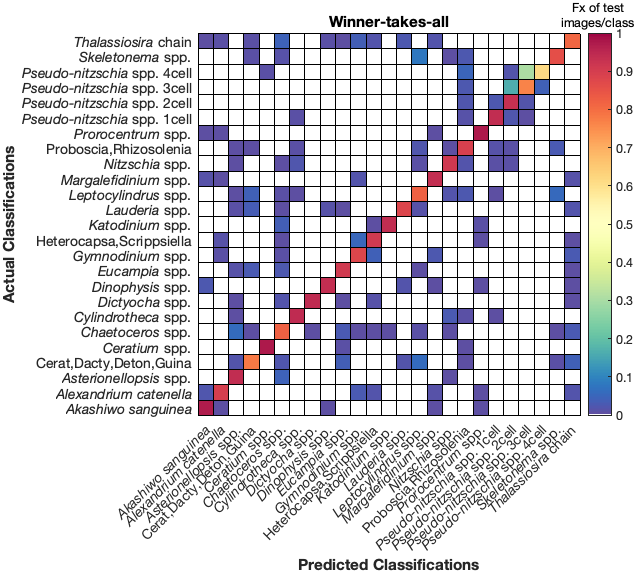 Winner-takes-all
Fx of test
images/class
Actual Classifications
Thalassiosira chain
Skeletonema spp.
Pseudo-nitzschia spp. 4cell
Pseudo-nitzschia spp. 3cell
Pseudo-nitzschia spp. 2cell
Pseudo-nitzschia spp. 1cell
Prorocentrum spp.
Proboscia,Rhizosolenia
Nitzschia spp.
Margalefidinium spp.
Leptocylindrus spp.
Lauderia spp.
Katodinium spp.
Heterocapsa,Scrippsiella
Gymnodinium spp.
Eucampia spp.
Dinophysis spp.
Dictyocha spp.
Cylindrotheca spp.
Chaetoceros spp.
Ceratium spp.
Cerat,Dacty,Deton,Guina
Asterionellopsis spp.
Alexandrium catenella
Akashiwo sanguinea
Akashiwo sanguinea
Alexandrium catenella
Asterionellopsis spp.
Cerat,Dacty,Deton,Guina
Ceratium spp.
Chaetoceros spp.
Cylindrotheca spp.
Dictyocha spp.
Dinophysis spp.
Eucampia spp.
Gymnodinium spp.
Heterocapsa,Scrippsiella
Katodinium spp.
Lauderia spp.
Leptocylindrus spp.
Margalefidinium spp.
Nitzschia spp.
Proboscia,Rhizosolenia
Prorocentrum spp.
Pseudo-nitzschia spp. 1cell
Pseudo-nitzschia spp. 2cell
Pseudo-nitzschia spp. 3cell
Pseudo-nitzschia spp. 4cell
Skeletonema spp.
Thalassiosira chain
Predicted Classifications
1
0.9
0.8
0.7
0.6
0.5
0.4
0.3
0.2
0.1
0